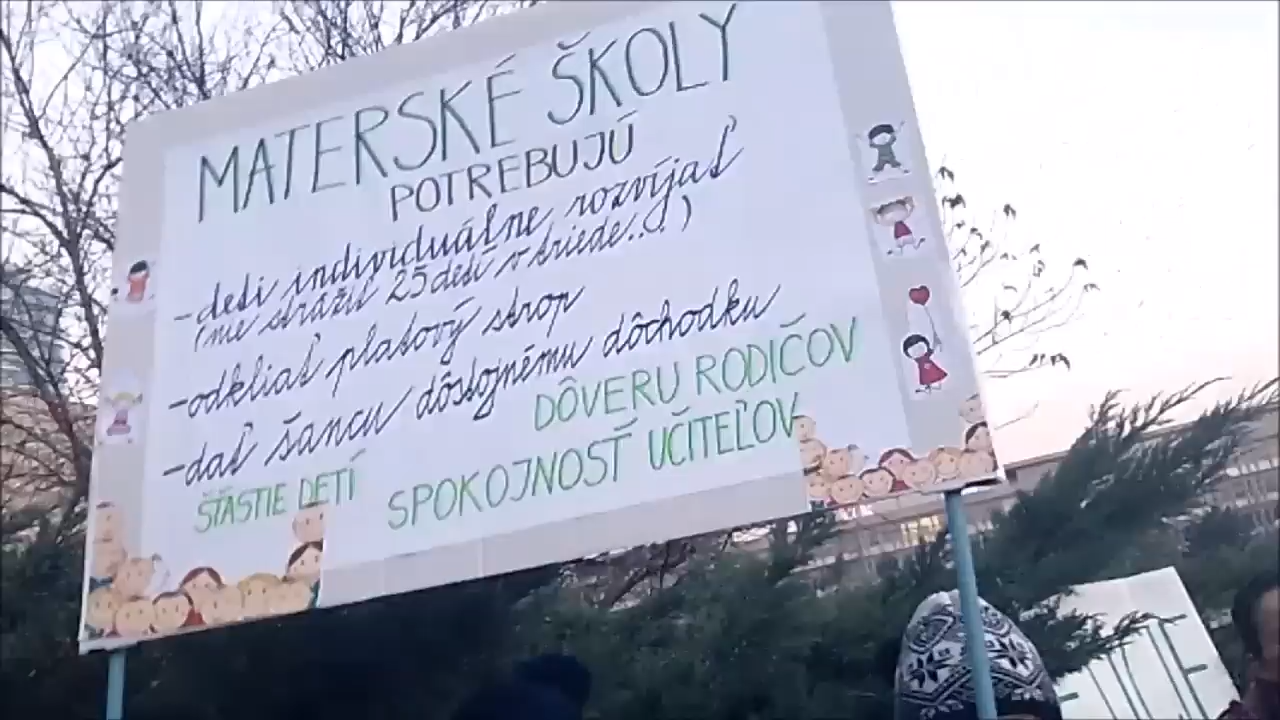 MATERSKÉ ŠKOLY
POTREBUJÚ
- deti individuálne rozvíjať
(nie strážiť 25 detí v triede..!)
- odkliať platový strop
- dať šancu dôstojnému dôchodku
DÔVERU RODIČOV
ŠŤASTIE DETÍ SPOKOJNOSŤ UČITEĽOV